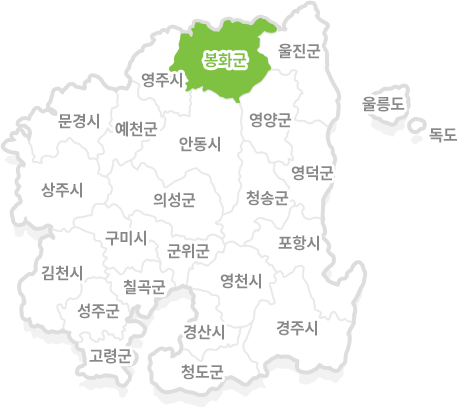 울진군
봉화군
영주시
울릉도
문경시
예천군
영양군
독도
안동시
영덕군
상주시
의성군
청송군
구미시
군위군
포항시
김천시
영천시
칠곡군
성주군
경산시
경주시
고령군
청도군